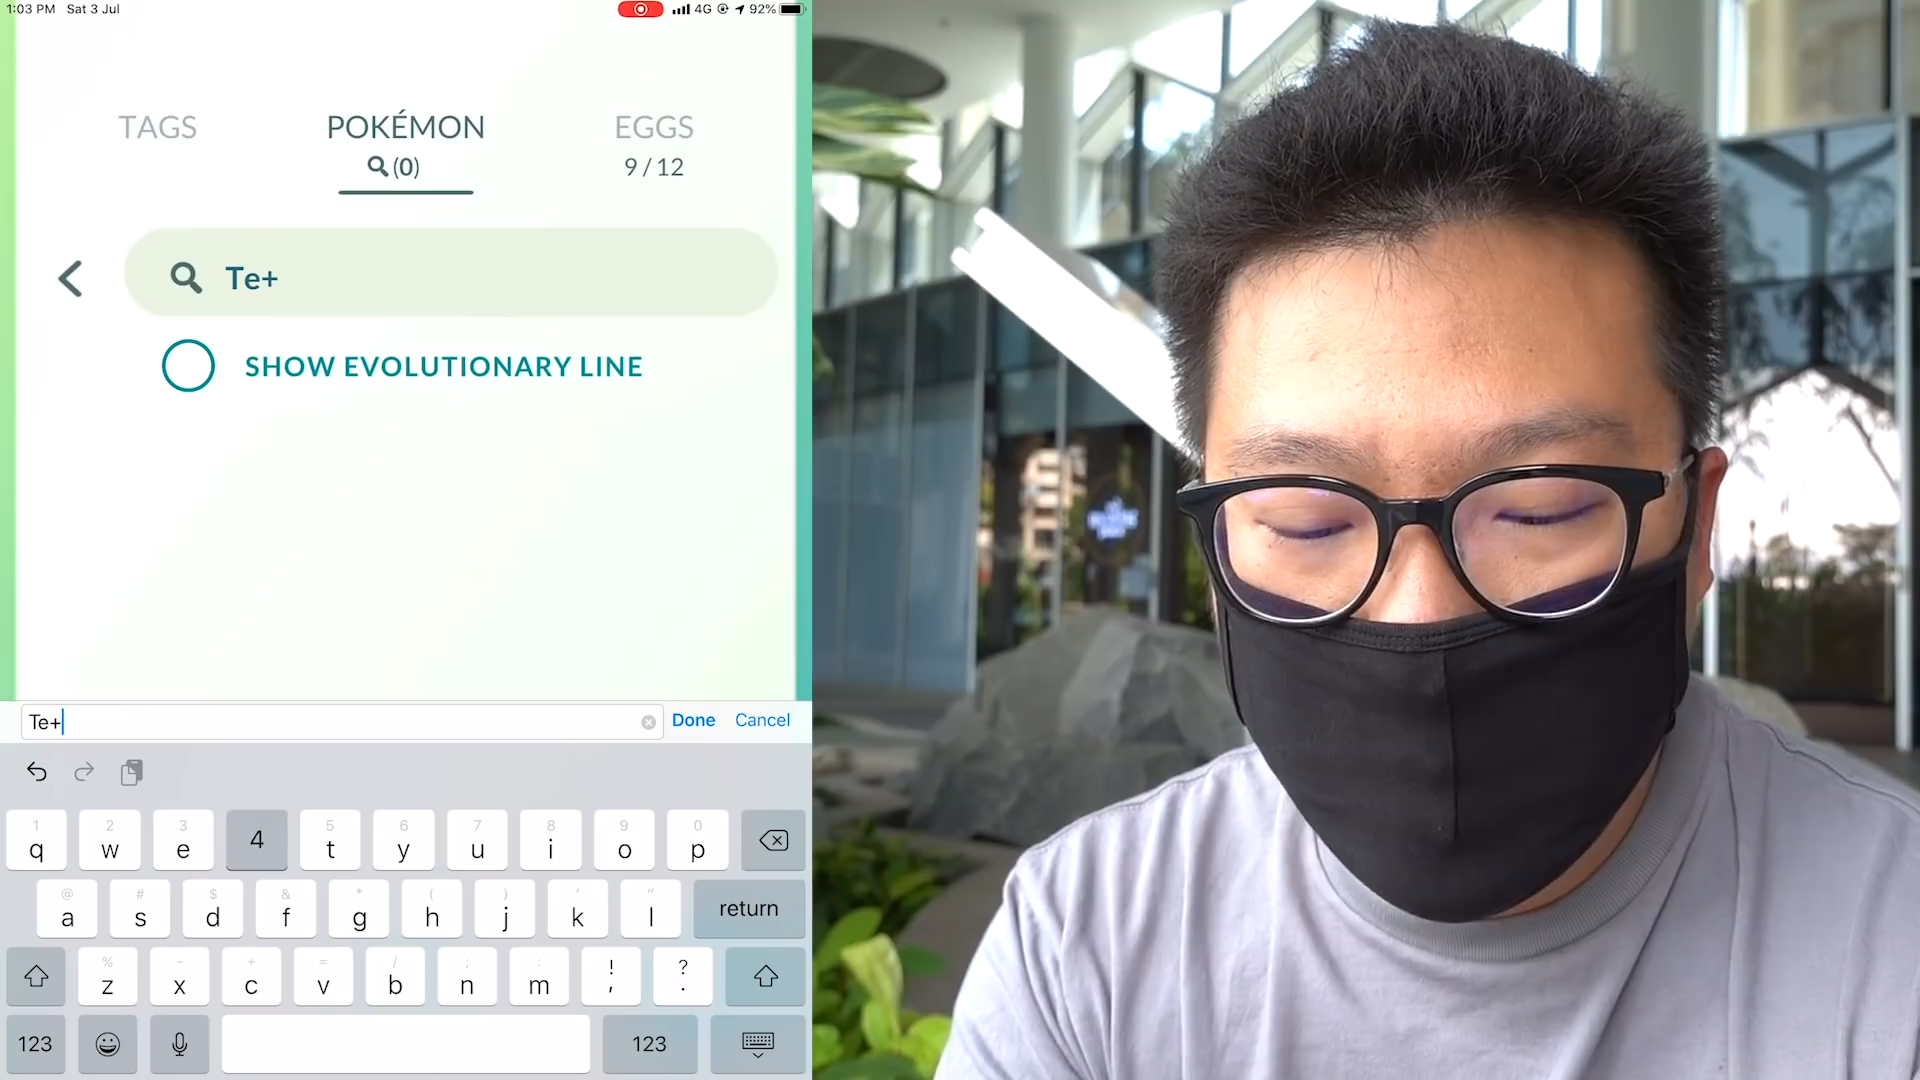 1:03 PM Sat 3 Jul
4G 92%
TAGS POKÉMON EGGS
(0) 9 / 12
Te+
SHOW EVOLUTIONARY LINE
Te+ Done Cancel
1 2 3 4 5 6 7 8 9 0
q w e t y u i o p
@ # $ & * ( ) ' "
a s d f g h j k l return
% - + = / ; : ! ?
z x c v b n m , .
123 123